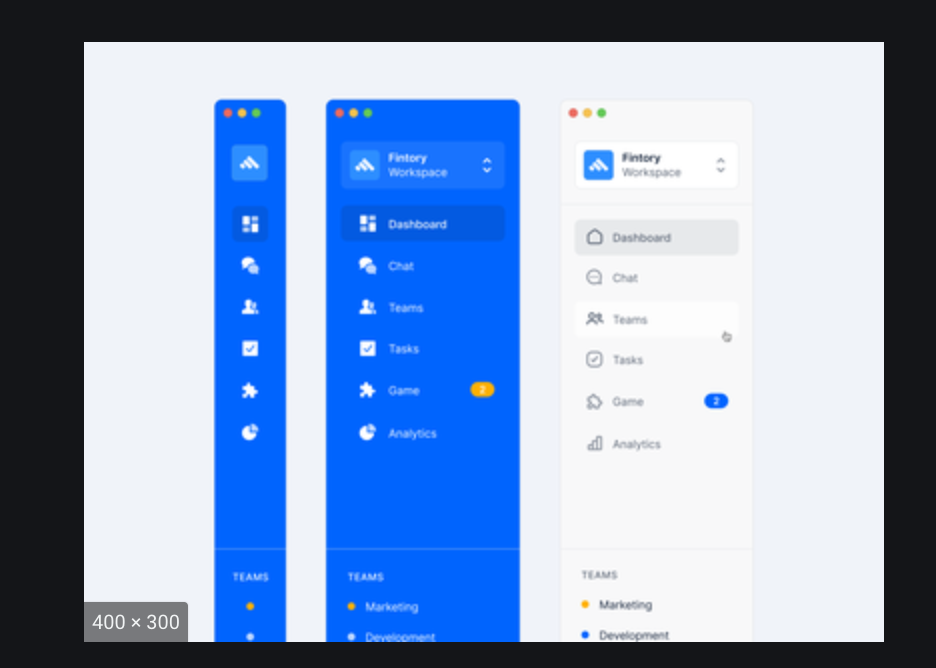 TEAMS
Fintory
Workspace
Dashboard
Chat
Teams
Tasks
Game 2
Analytics
TEAMS
Marketing
Development
Fintory
Workspace
Dashboard
Chat
Teams
Tasks
Game 2
Analytics
TEAMS
Marketing
Development
400 × 300